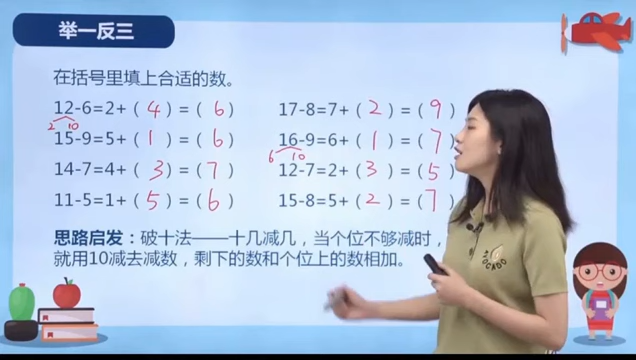 举一反三
在括号里填上合适的数。
12-6=2+(4)=(6)
2 10
15-9=5+(1)=(6)
14-7=4+(3)=(7)
11-5=1+(5)=(6)
17-8=7+(2)=(9)
16-9=6+(1)=(7)
6 10
12-7=2+(3)=(5)
15-8=5+(2)=(7)
思路启发：破十法——十几减几，当个位不够减时，
就用10减去减数，剩下的数和个位上的数相加。